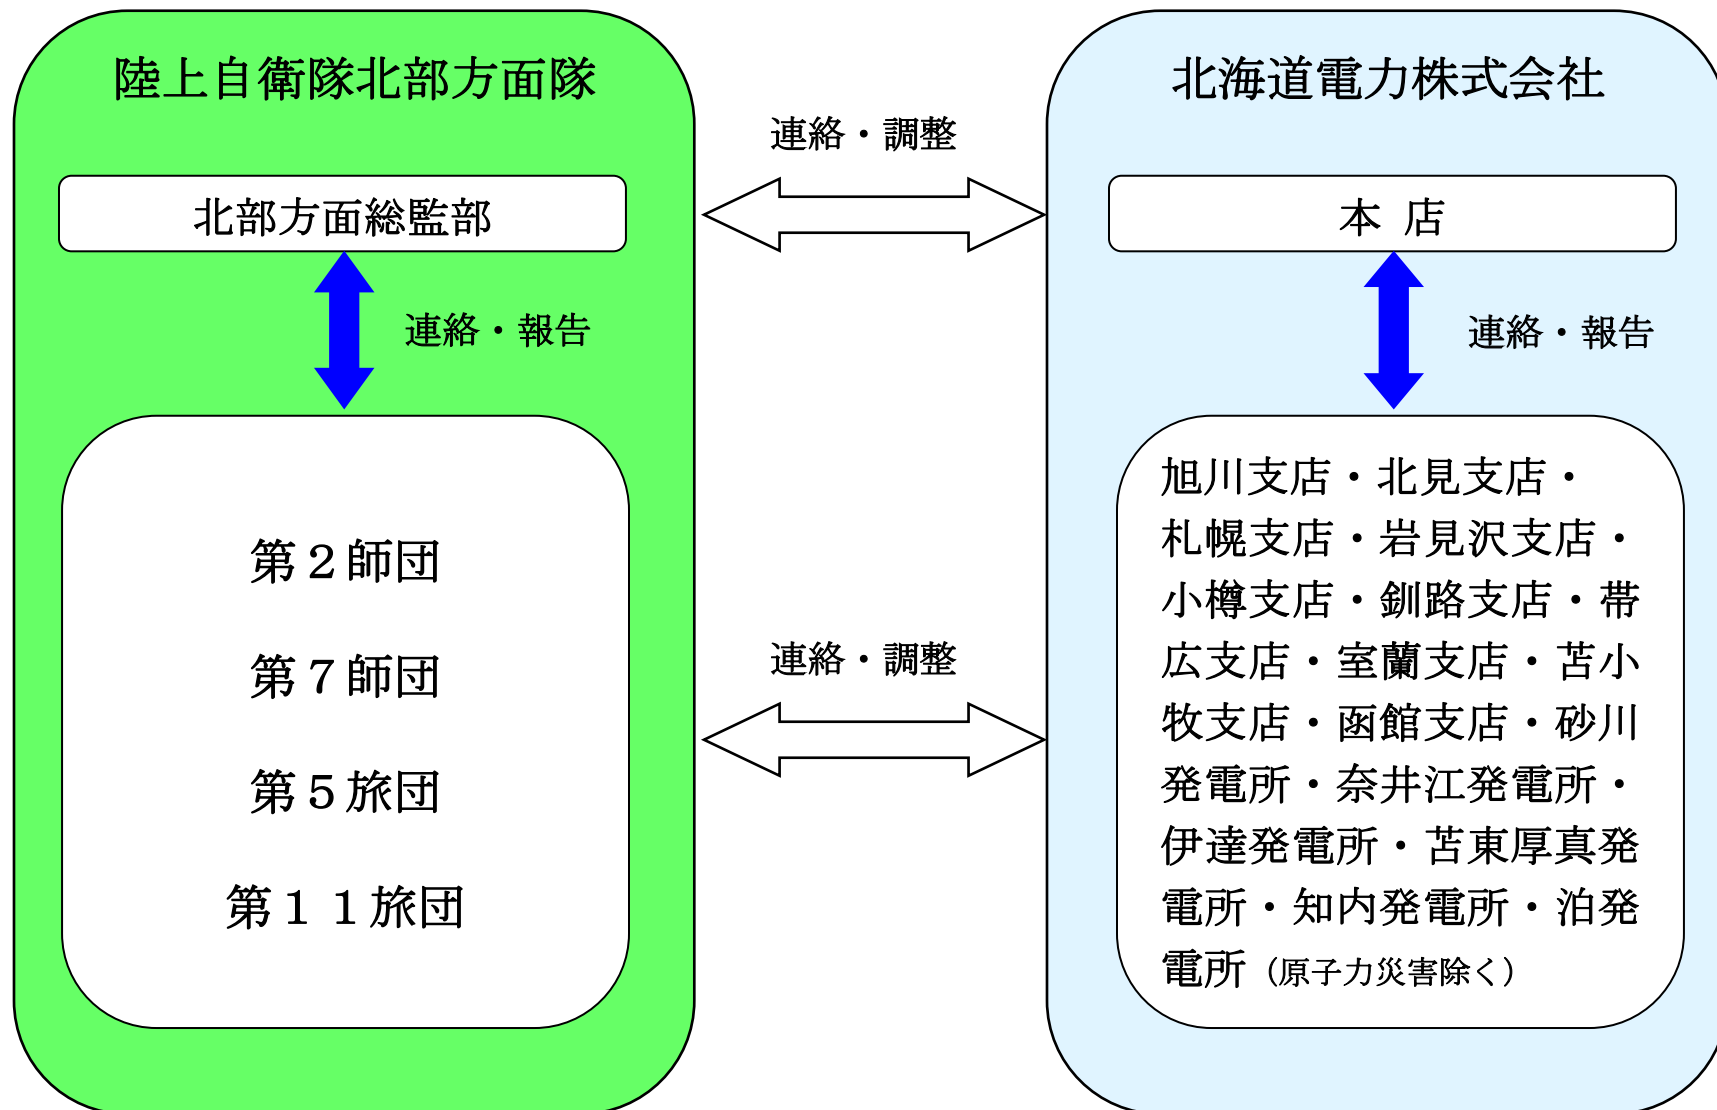 陸上自衛隊北部方面隊
北部方面総監部
連絡・報告
第２師団
第７師団
第５旅団
第１１旅団
連絡・調整
連絡・調整
北海道電力株式会社
本 店
連絡・報告
旭川支店・北見支店・
札幌支店・岩見沢支店・
小樽支店・釧路支店・帯
広支店・室蘭支店・苫小
牧支店・函館支店・砂川
発電所・奈井江発電所・
伊達発電所・苫東厚真発
電所・知内発電所・泊発
電所（原子力災害除く）